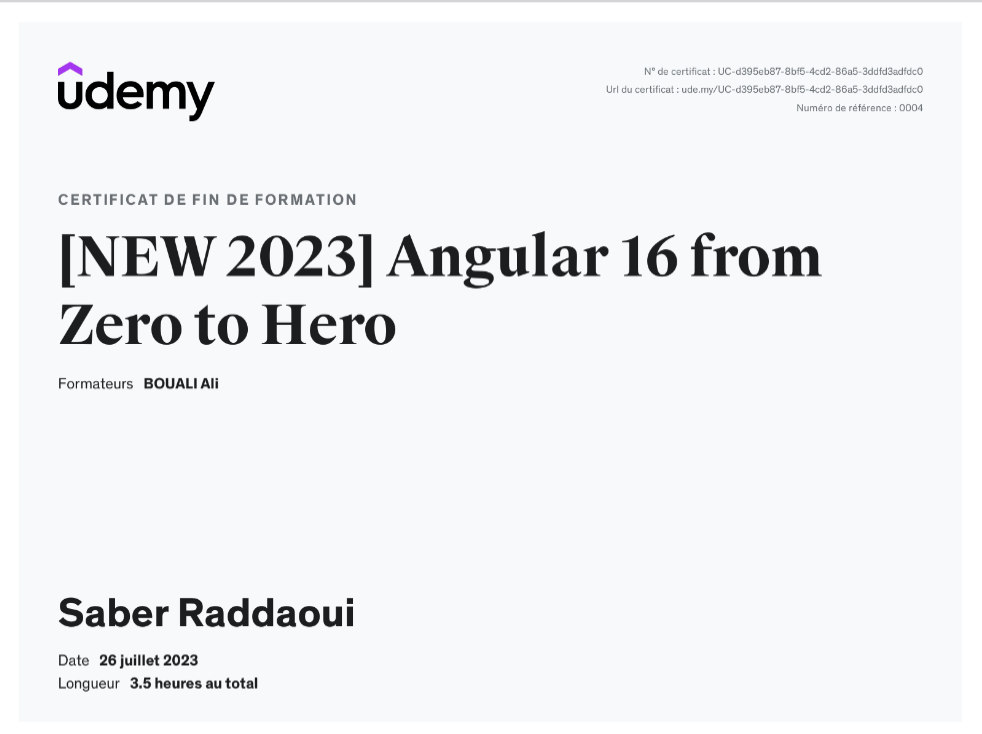 udemy
N° de certificat : UC-d395eb87-8bf5-4cd2-86a5-3ddfd3adfdc0
Url du certificat : ude.my/UC-d395eb87-8bf5-4cd2-86a5-3ddfd3adfdc0
Numéro de référence : 0004
CERTIFICAT DE FIN DE FORMATION
[NEW 2023] Angular 16 from
Zero to Hero
Formateurs BOUALI Ali
Saber Raddaoui
Date 26 juillet 2023
Longueur 3.5 heures au total